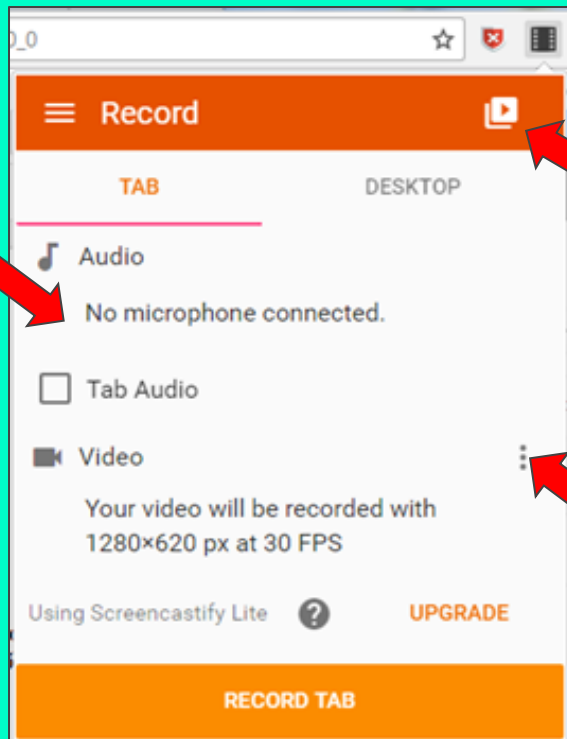 0_0
Record
TAB DESKTOP
Audio
No microphone connected.
Tab Audio
Video
Your video will be recorded with
1280×620 px at 30 FPS
Using Screencastify Lite ? UPGRADE
RECORD TAB